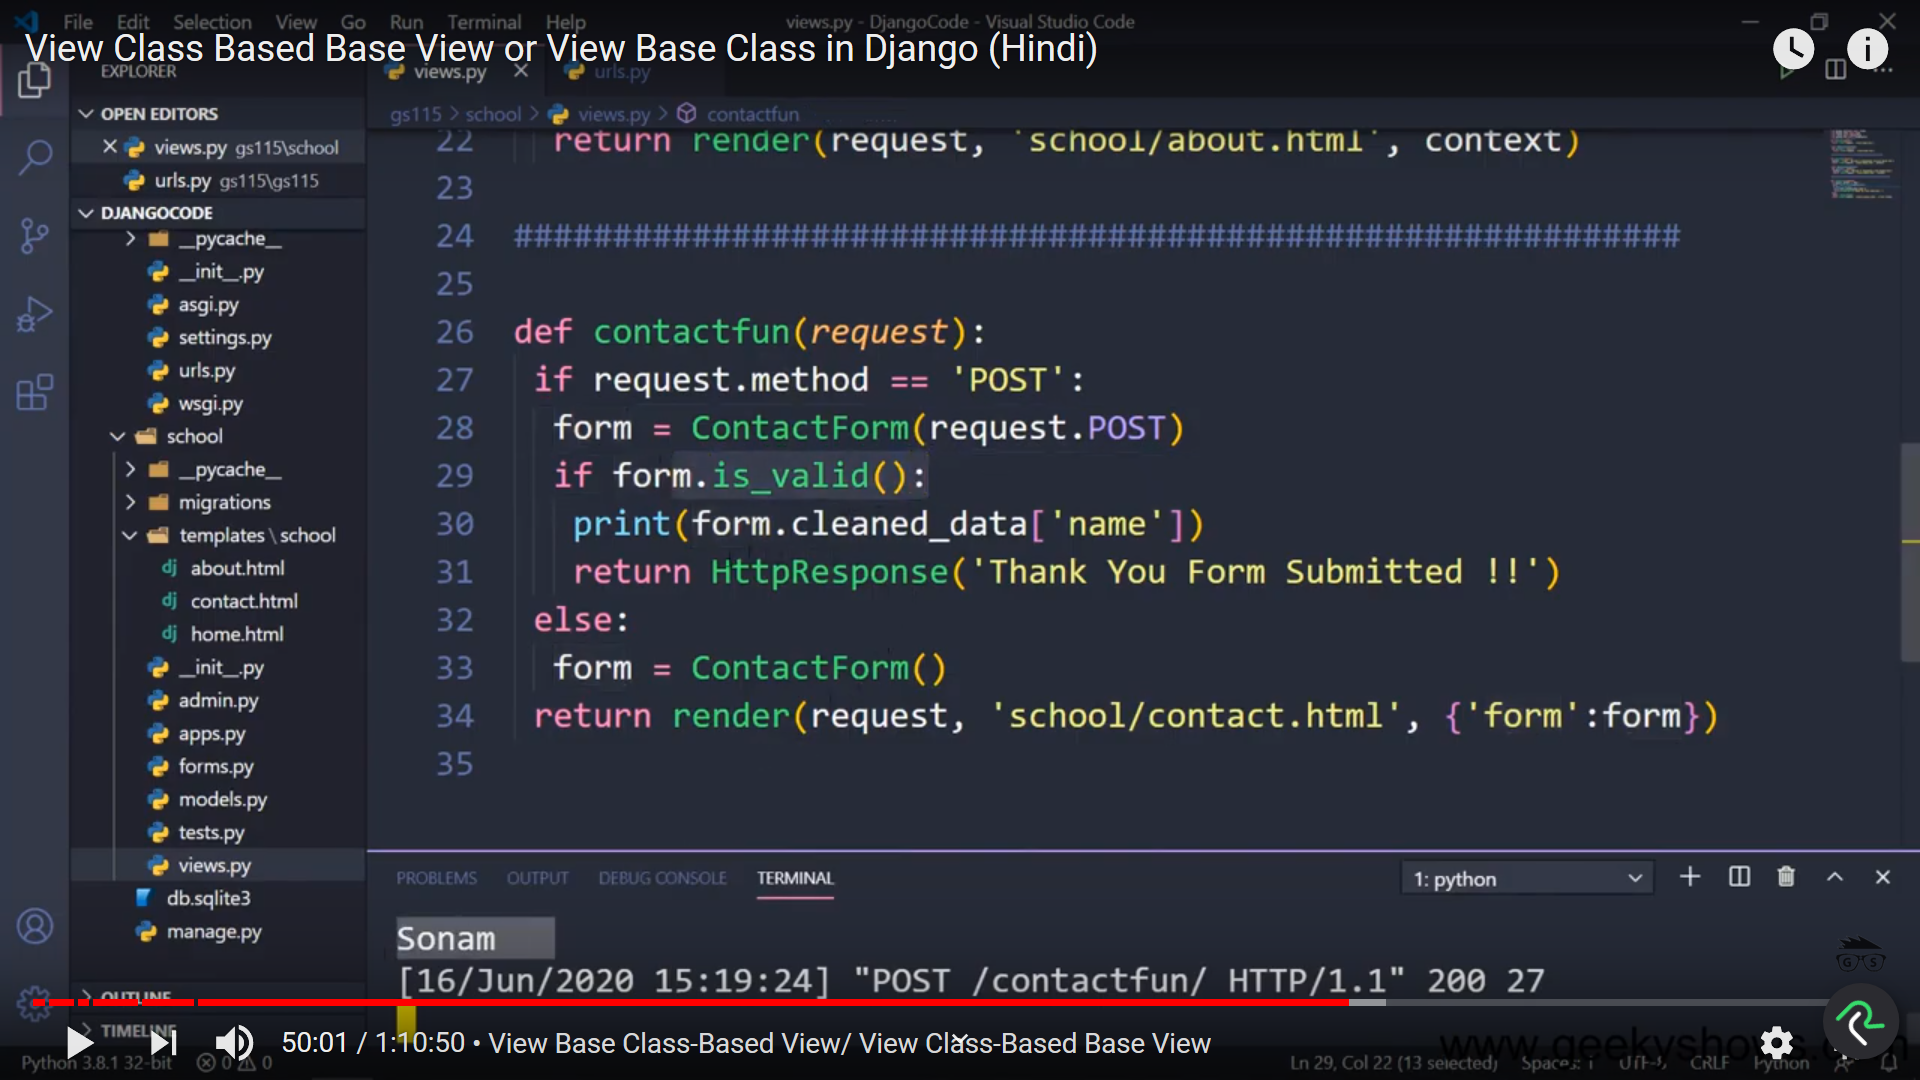 File Edit Selection View Go Run Terminal Help views.py - DjangoCode - Visual Studio Code
View Class Based Base View or View Base Class in Django (Hindi)
EXPLORER
views.py
urls.py
OPEN EDITORS
gs115 > school > views.py > contactfun
views.py gs115\school
urls.py gs115\gs115
DJANGOCODE
__pycache__
__init__.py
asgi.py
settings.py
urls.py
wsgi.py
school
__pycache__
migrations
templates \ school
dj about.html
dj contact.html
dj home.html
__init__.py
admin.py
apps.py
forms.py
models.py
tests.py
views.py
db.sqlite3
manage.py
OUTLINE
TIMELINE
22 return render(request, 'school/about.html', context)
23
24 ############################################################
25
26 def contactfun(request):
27 if request.method == 'POST':
28 form = ContactForm(request.POST)
29 if form.is_valid():
30 print(form.cleaned_data['name'])
31 return HttpResponse('Thank You Form Submitted !!')
32 else:
33 form = ContactForm()
34 return render(request, 'school/contact.html', {'form':form})
35
PROBLEMS OUTPUT DEBUG CONSOLE TERMINAL 1: python
Sonam
[16/Jun/2020 15:19:24] "POST /contactfun/ HTTP/1.1" 200 27
G S
50:01 / 1:10:50 • View Base Class-Based View/ View Class-Based Base View
Python 3.8.1 32-bit 0 0 Ln 29, Col 22 (13 selected) UTF-8 CRLF Python